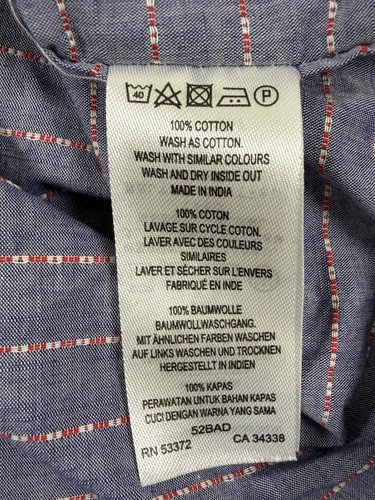 40 P
100% COTTON
WASH AS COTTON.
WASH WITH SIMILAR COLOURS
WASH AND DRY INSIDE OUT
MADE IN INDIA
100% COTON
LAVAGE SUR CYCLE COTON.
LAVER AVEC DES COULEURS
SIMILAIRES
LAVER ET SÉCHER SUR L'ENVERS
FABRIQUÉ EN INDE
100% BAUMWOLLE
BAUMWOLLWASCHGANG.
MIT ÄHNLICHEN FARBEN WASCHEN
AUF LINKS WASCHEN UND TROCKNEN
HERGESTELLT IN INDIEN
100% KAPAS
PERAWATAN UNTUK BAHAN KAPAS
CUCI DENGAN WARNA YANG SAMA
52BAD
RN 53372 CA 34338